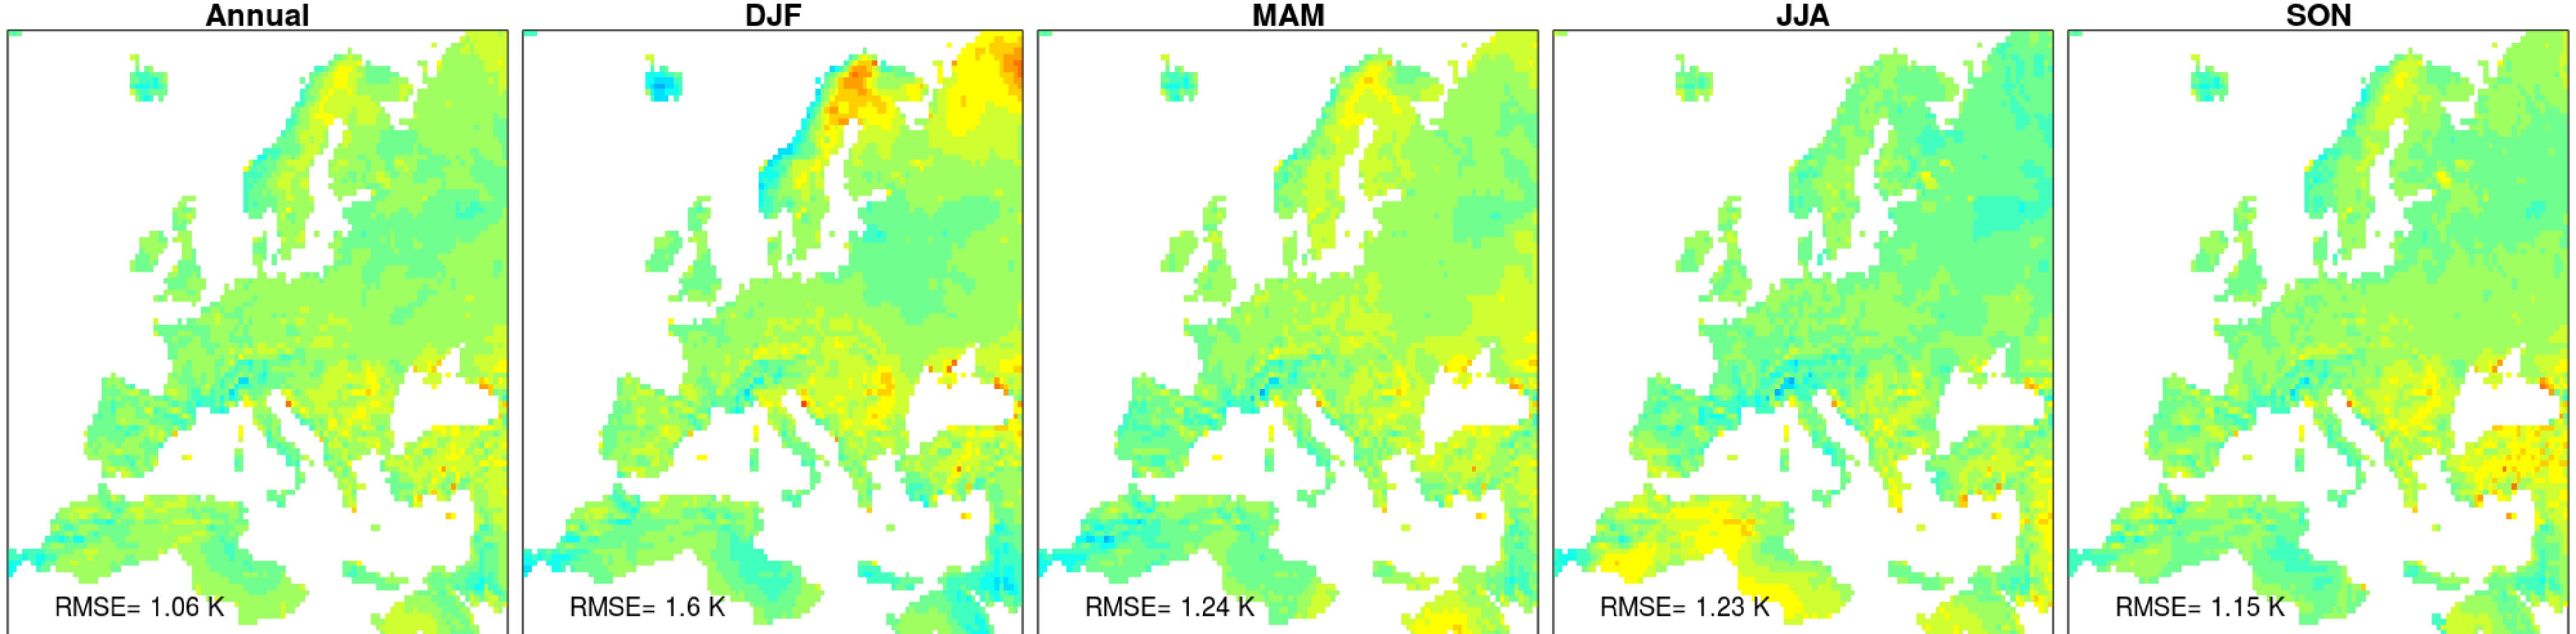 Annual DJF MAM JJA SON
RMSE= 1.06 K RMSE= 1.6 K RMSE= 1.24 K RMSE= 1.23 K RMSE= 1.15 K